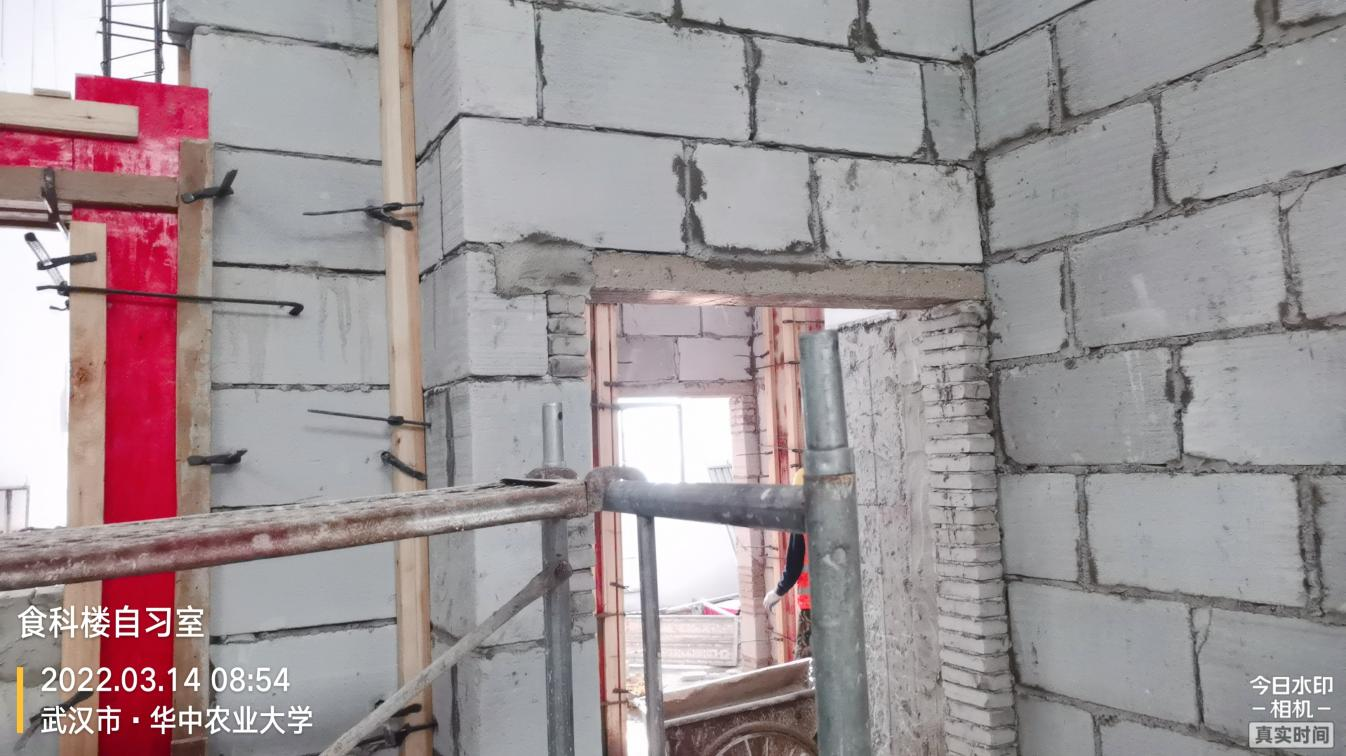 食科楼自习室
2022.03.14 08:54
武汉市·华中农业大学
今日水印
-相机-
真实时间